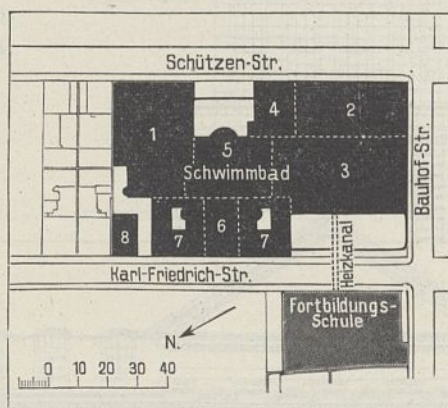 Schützen-Str.
1
4
2
5
Schwimmbad
3
Bauhof-Str.
7
6
7
8
Heizkanal
Karl-Friedrich-Str.
Fortbildungs-
Schule
N.
0 10 20 30 40